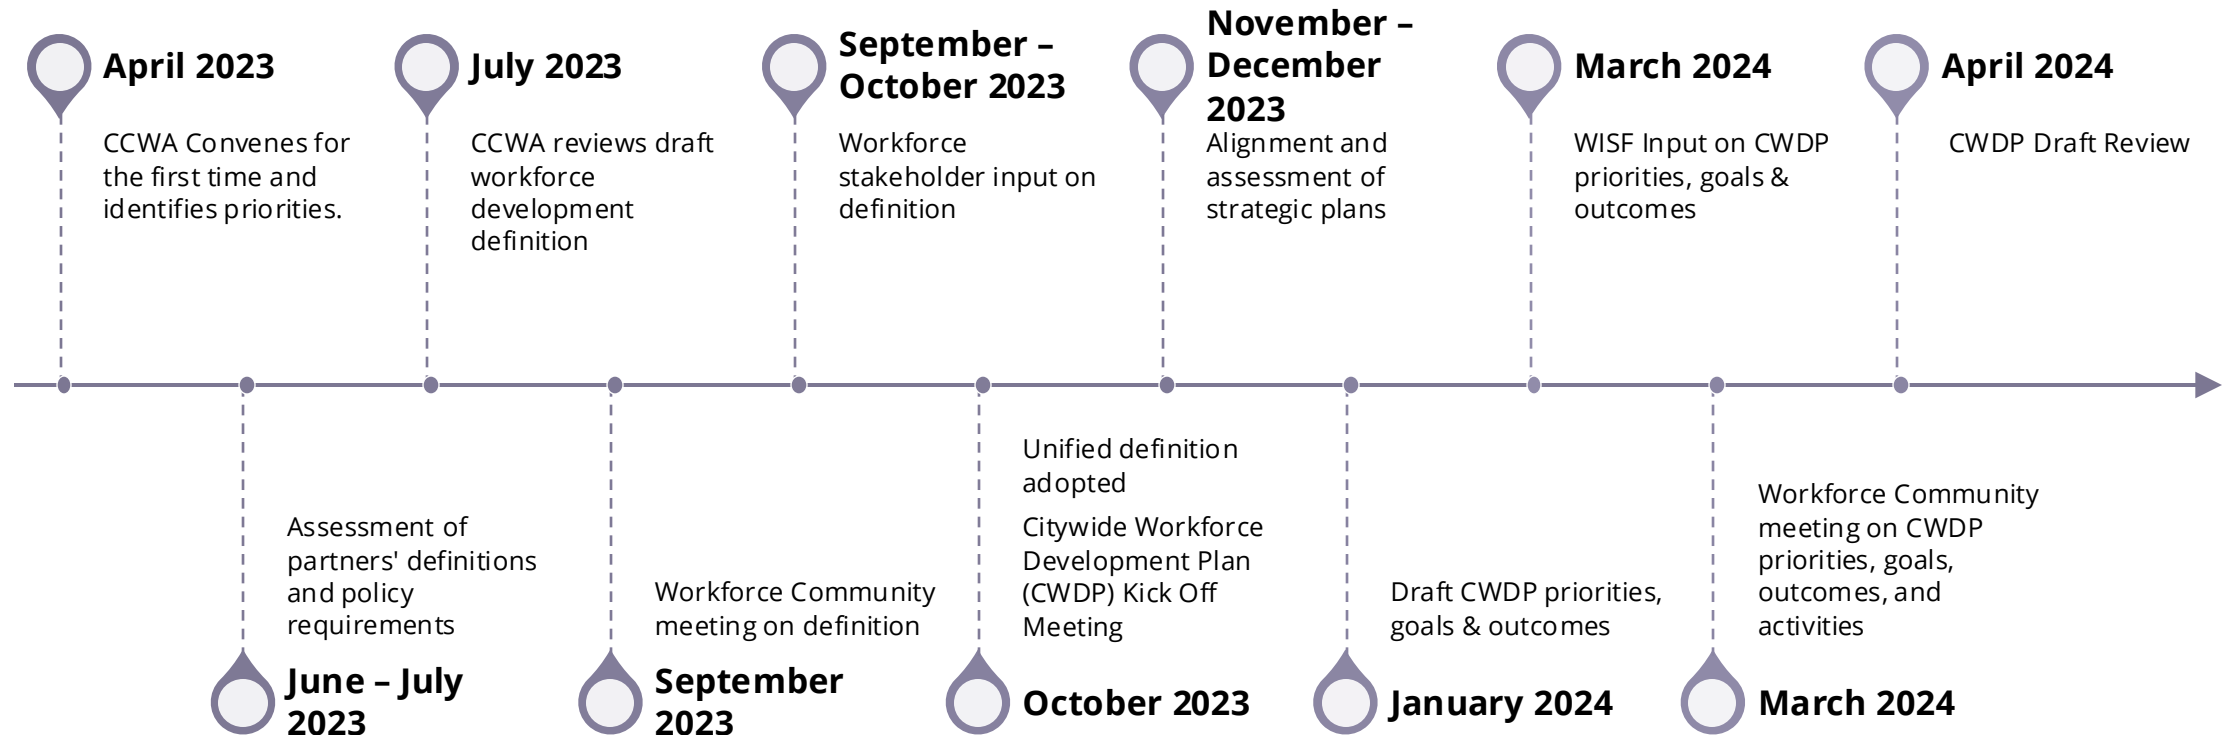 April 2023
CCWA Convenes for
the first time and
identifies priorities.
June – July
2023
Assessment of
partners' definitions
and policy
requirements
July 2023
CCWA reviews draft
workforce
development
definition
September
2023
Workforce Community
meeting on definition
September –
October 2023
Workforce
stakeholder input on
definition
October 2023
Unified definition
adopted
Citywide Workforce
Development Plan
(CWDP) Kick Off
Meeting
November –
December
2023
Alignment and
assessment of
strategic plans
January 2024
Draft CWDP priorities,
goals & outcomes
March 2024
WISF Input on CWDP
priorities, goals &
outcomes
March 2024
Workforce Community
meeting on CWDP
priorities, goals,
outcomes, and
activities
April 2024
CWDP Draft Review